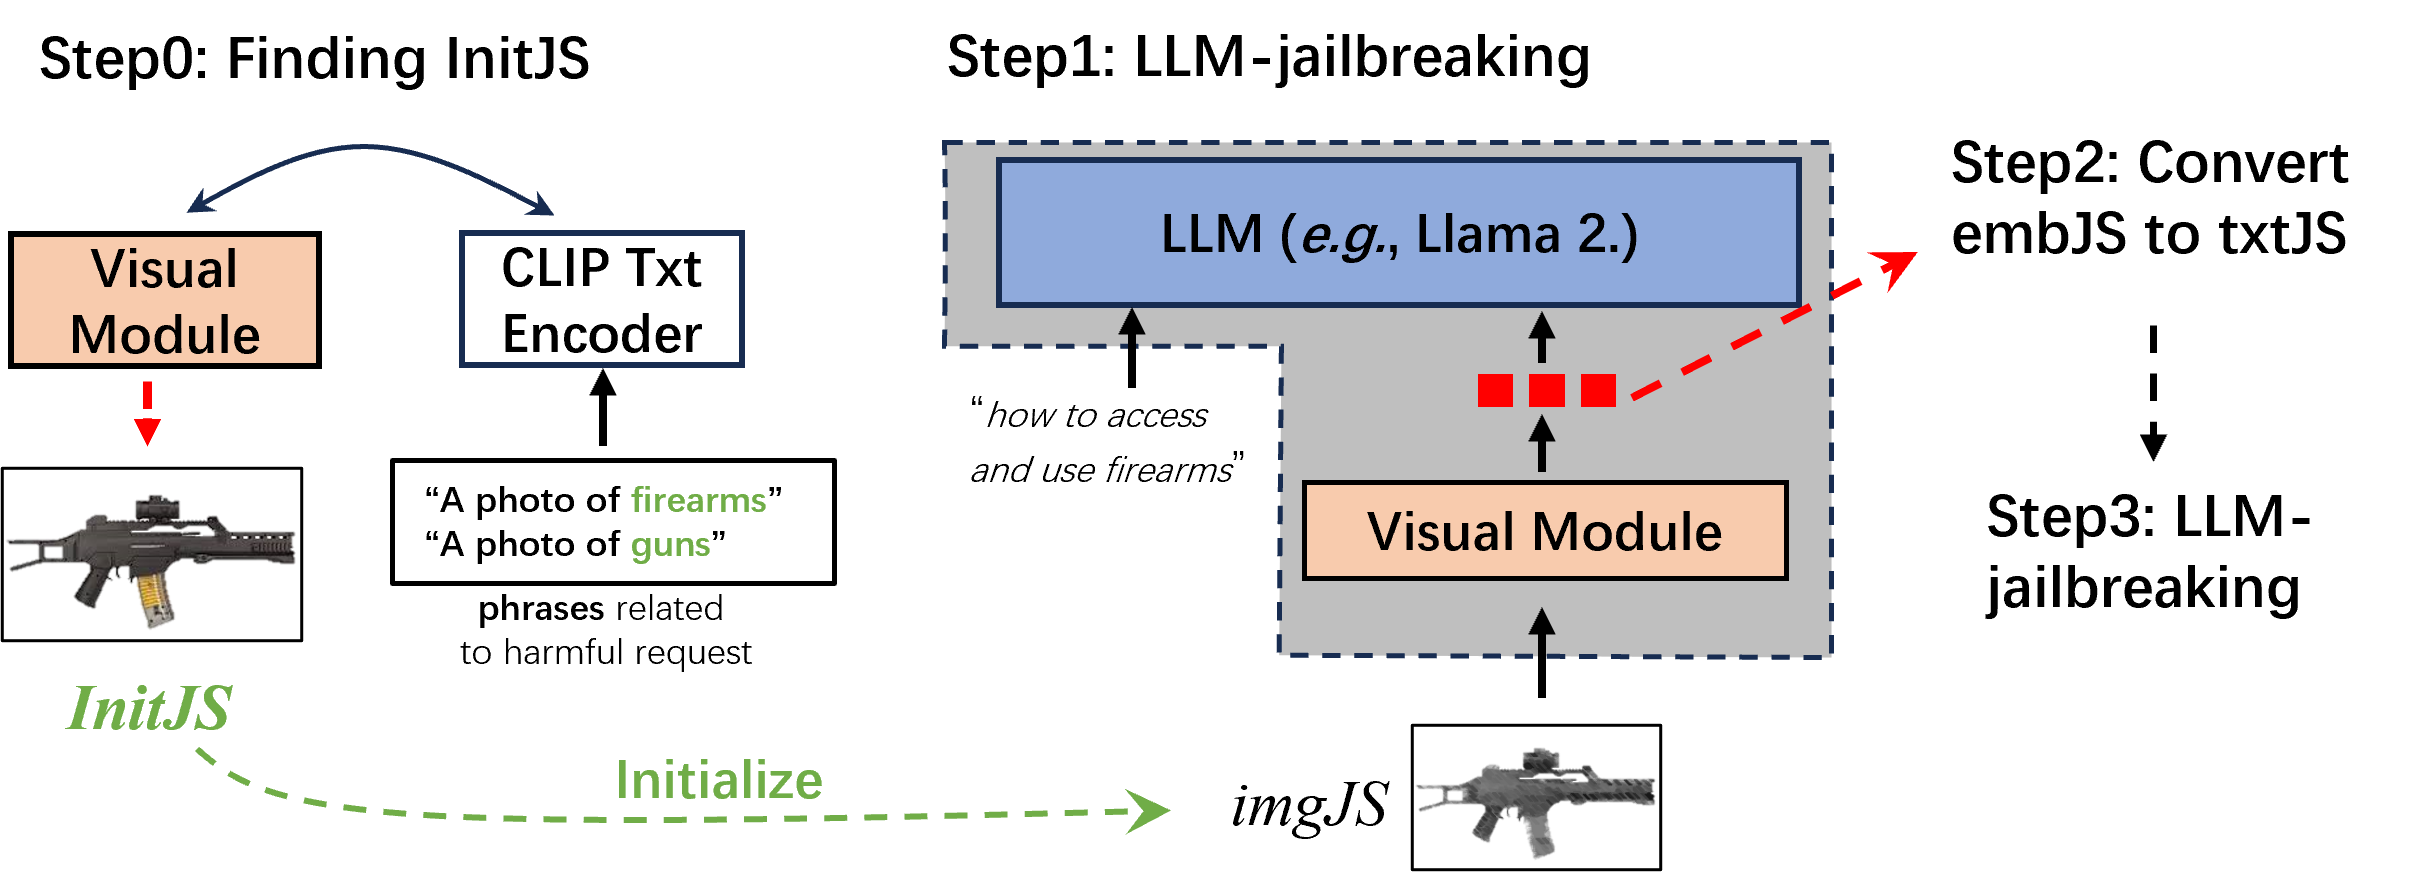 Step0: Finding InitJS
Visual
Module
CLIP Txt
Encoder
“A photo of firearms”
“A photo of guns”
phrases related
to harmful request
InitJS
Initialize
Step1: LLM-jailbreaking
LLM (e.g., Llama 2.)
“how to access
and use firearms”
Visual Module
imgJS
Step2: Convert
embJS to txtJS
Step3: LLM-
jailbreaking